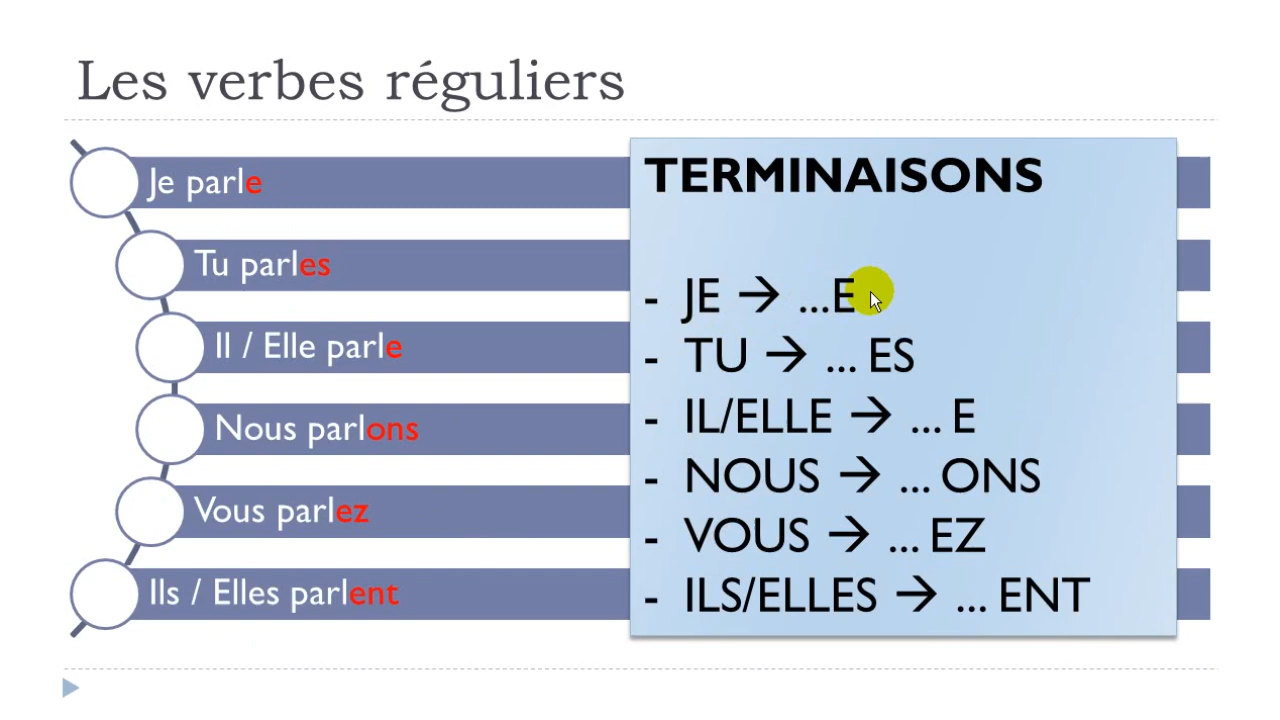 Les verbes réguliers
Je parle
Tu parles
Il / Elle parle
Nous parlons
Vous parlez
Ils / Elles parlent
TERMINAISONS
- JE → ...E
- TU → ... ES
- IL/ELLE → ... E
- NOUS → ... ONS
- VOUS → ... EZ
- ILS/ELLES → ... ENT